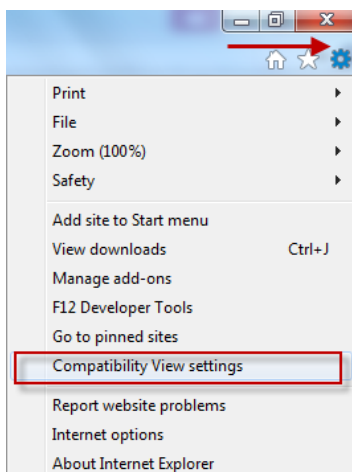 Print
File
Zoom (100%)
Safety
Add site to Start menu
View downloads Ctrl+J
Manage add-ons
F12 Developer Tools
Go to pinned sites
Compatibility View settings
Report website problems
Internet options
About Internet Explorer